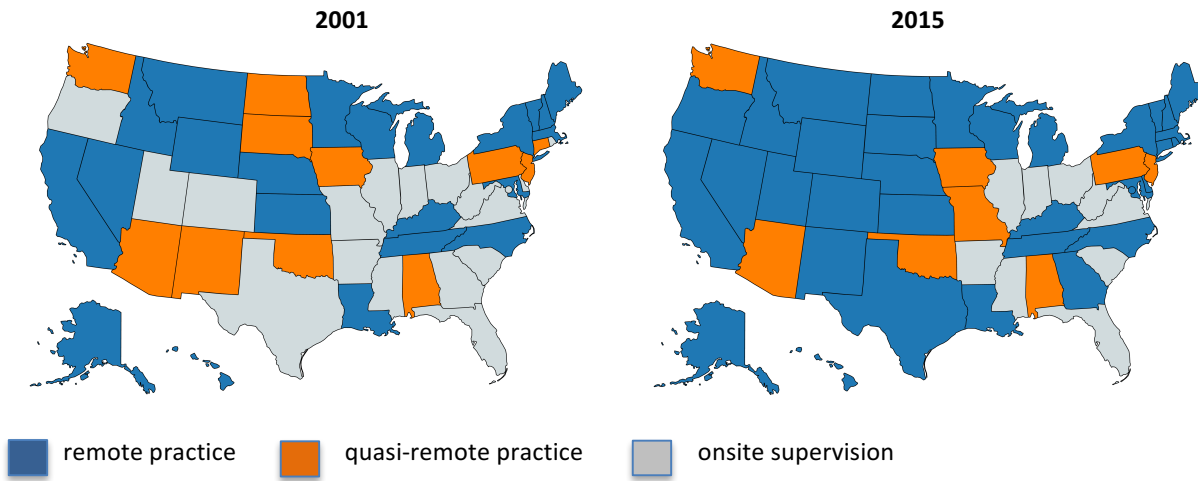 2001
2015
remote practice
quasi-remote practice
onsite supervision